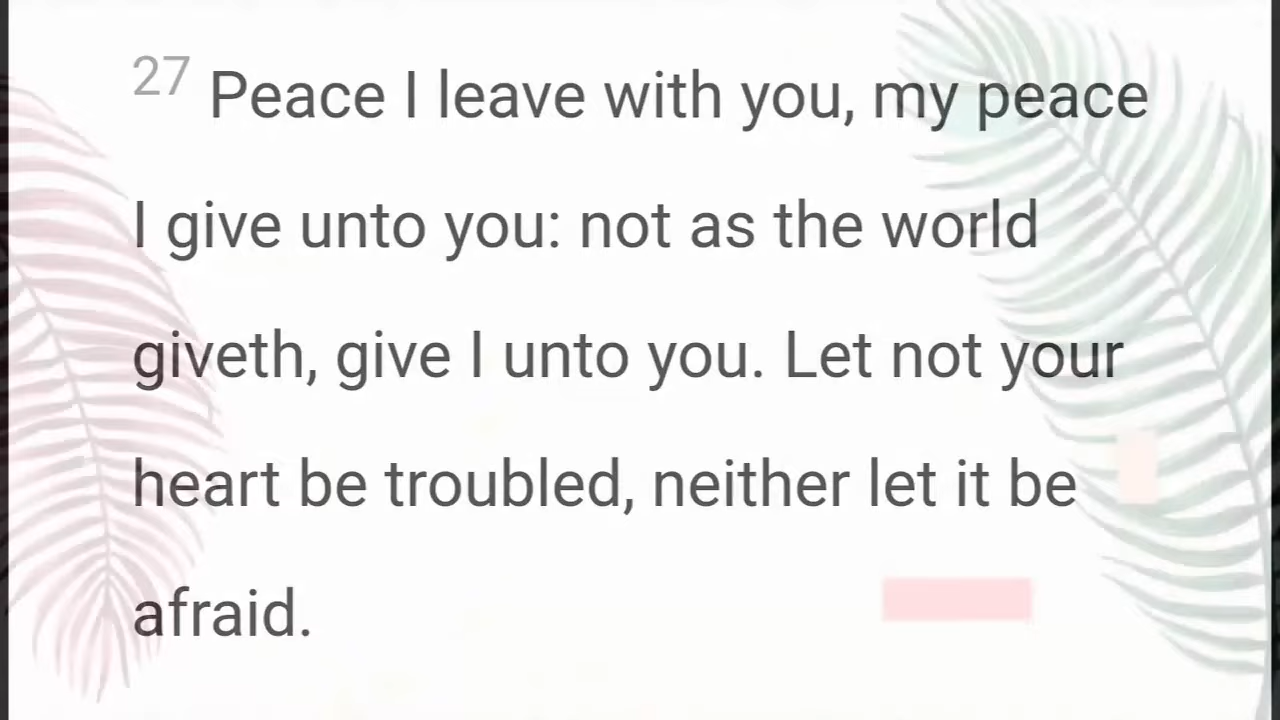 27 Peace I leave with you, my peace
I give unto you: not as the world
giveth, give I unto you. Let not your
heart be troubled, neither let it be
afraid.